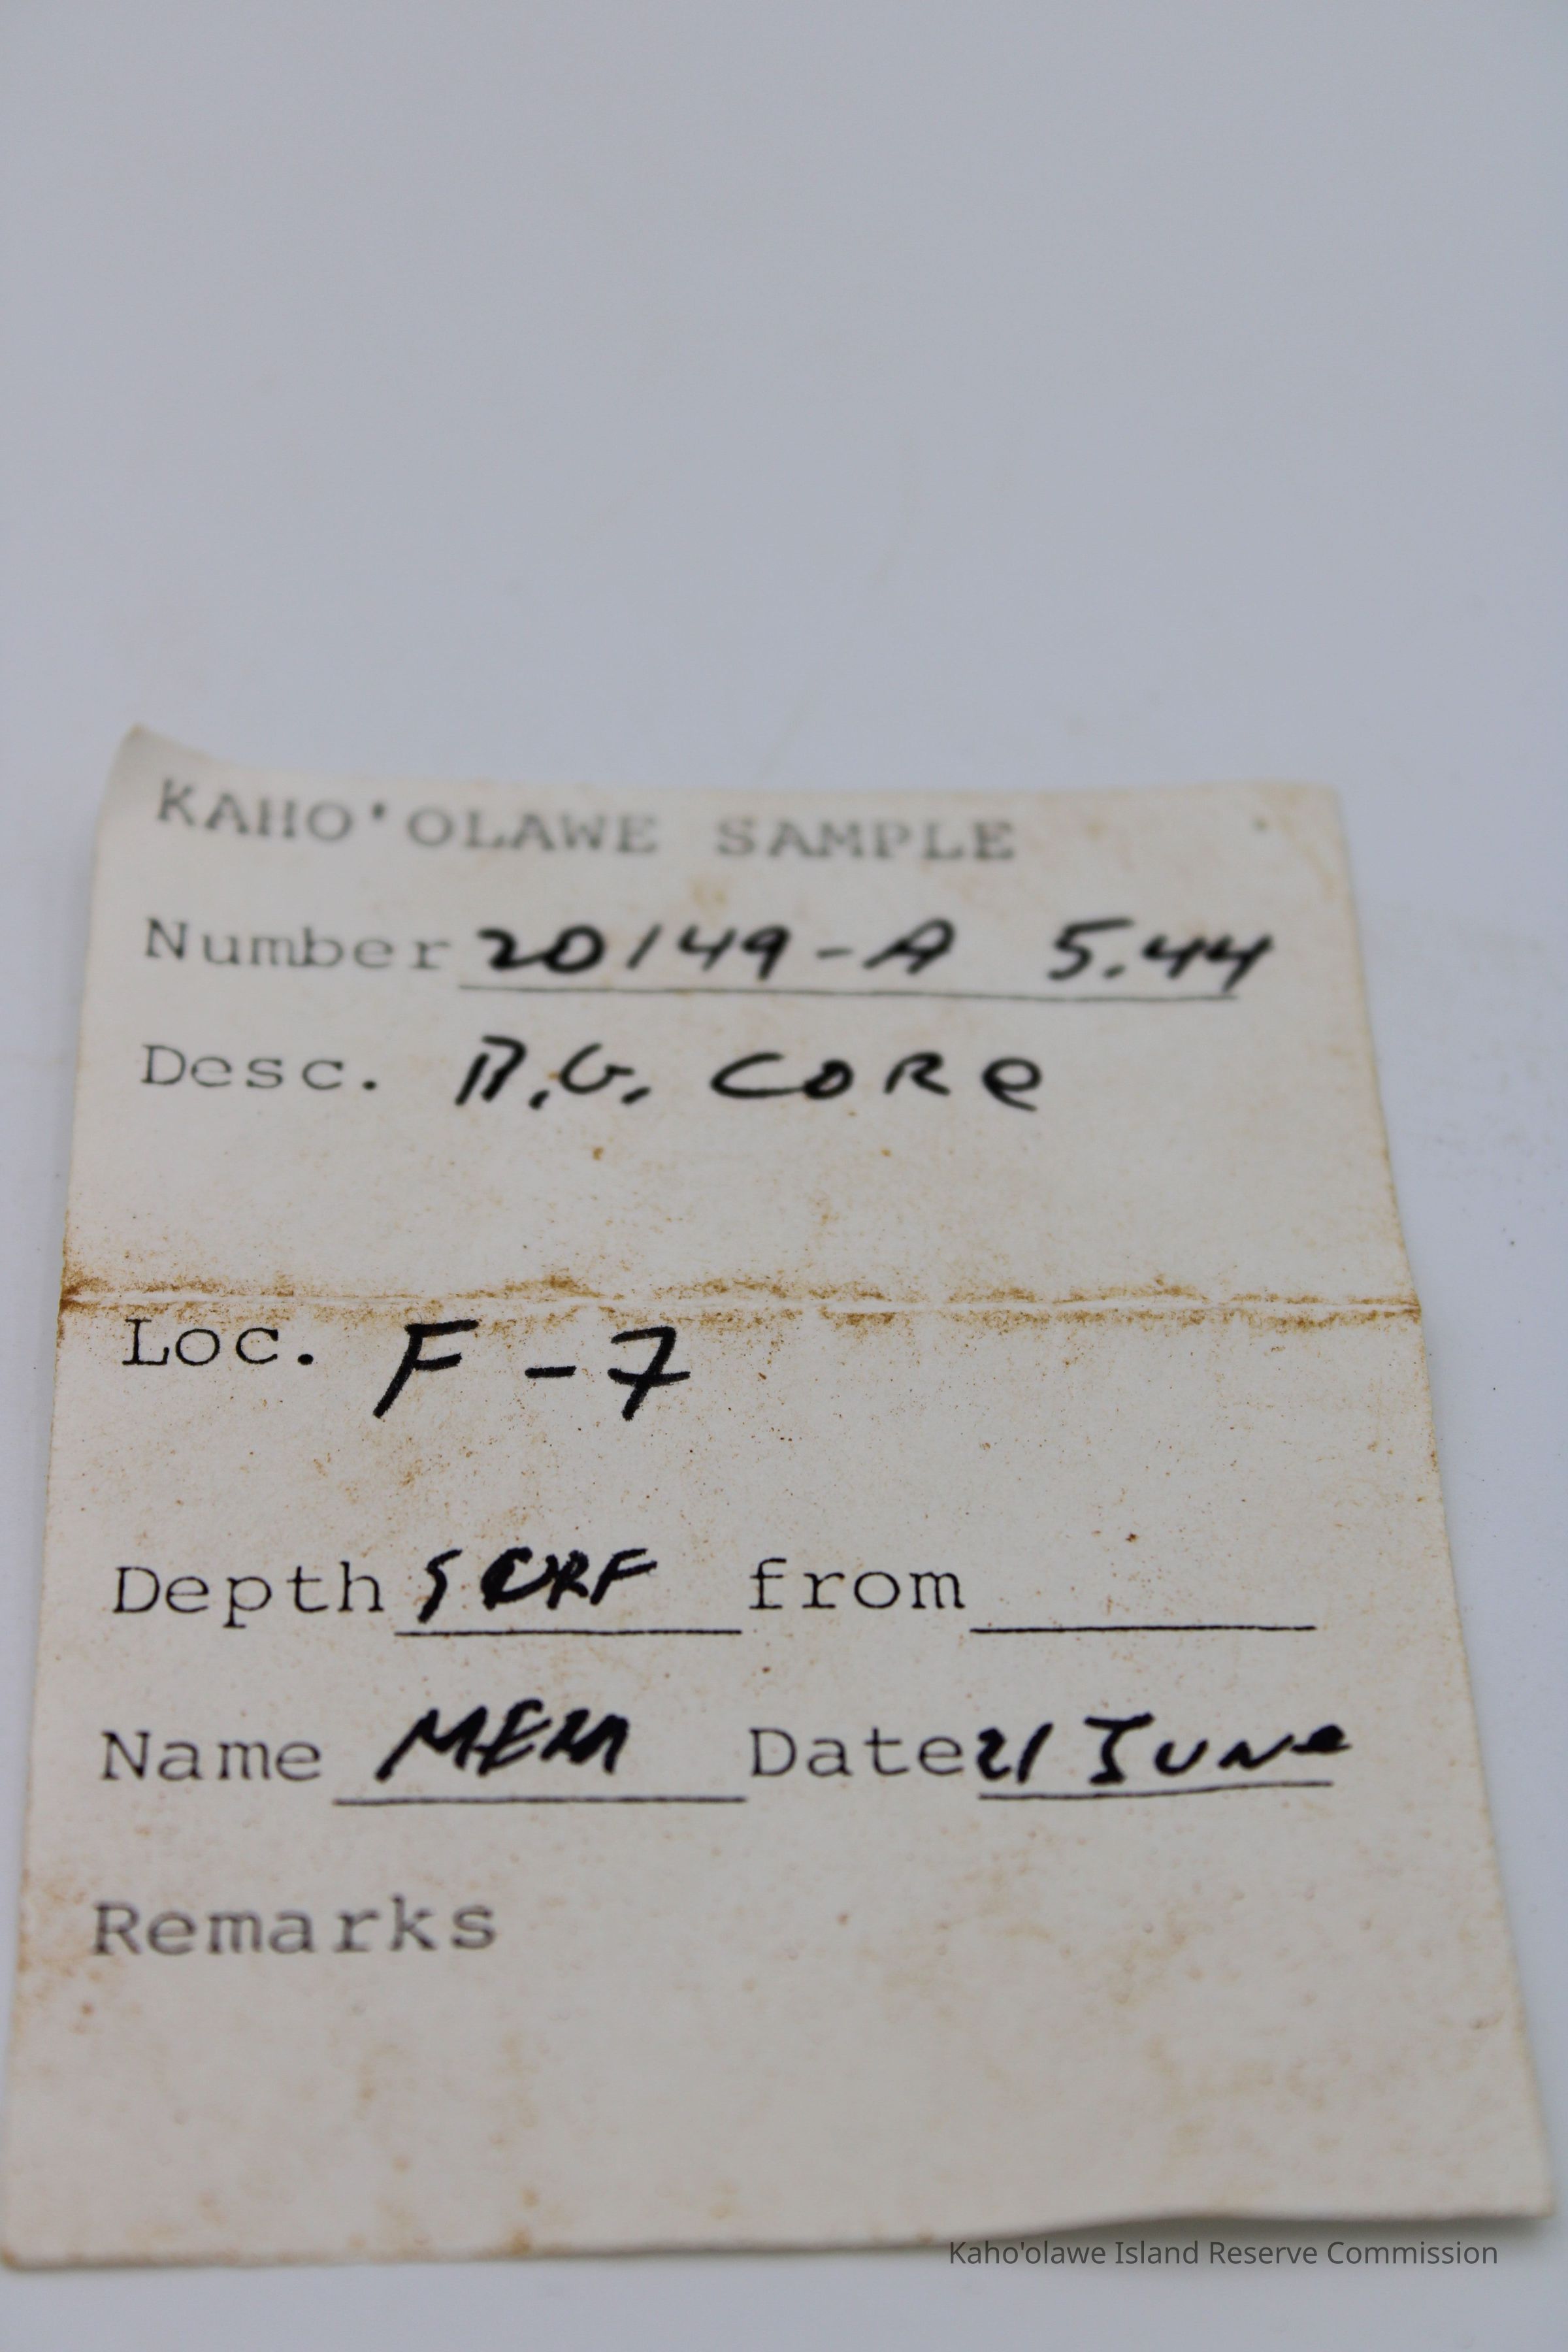 KAHO'OLAWE SAMPLE
Number 20149-A 5.44
Desc. B.G. CORe
Loc. F-7
Depth SURF from
Name MEM Date 21 JUNe
Remarks
Kaho'olawe Island Reserve Commission